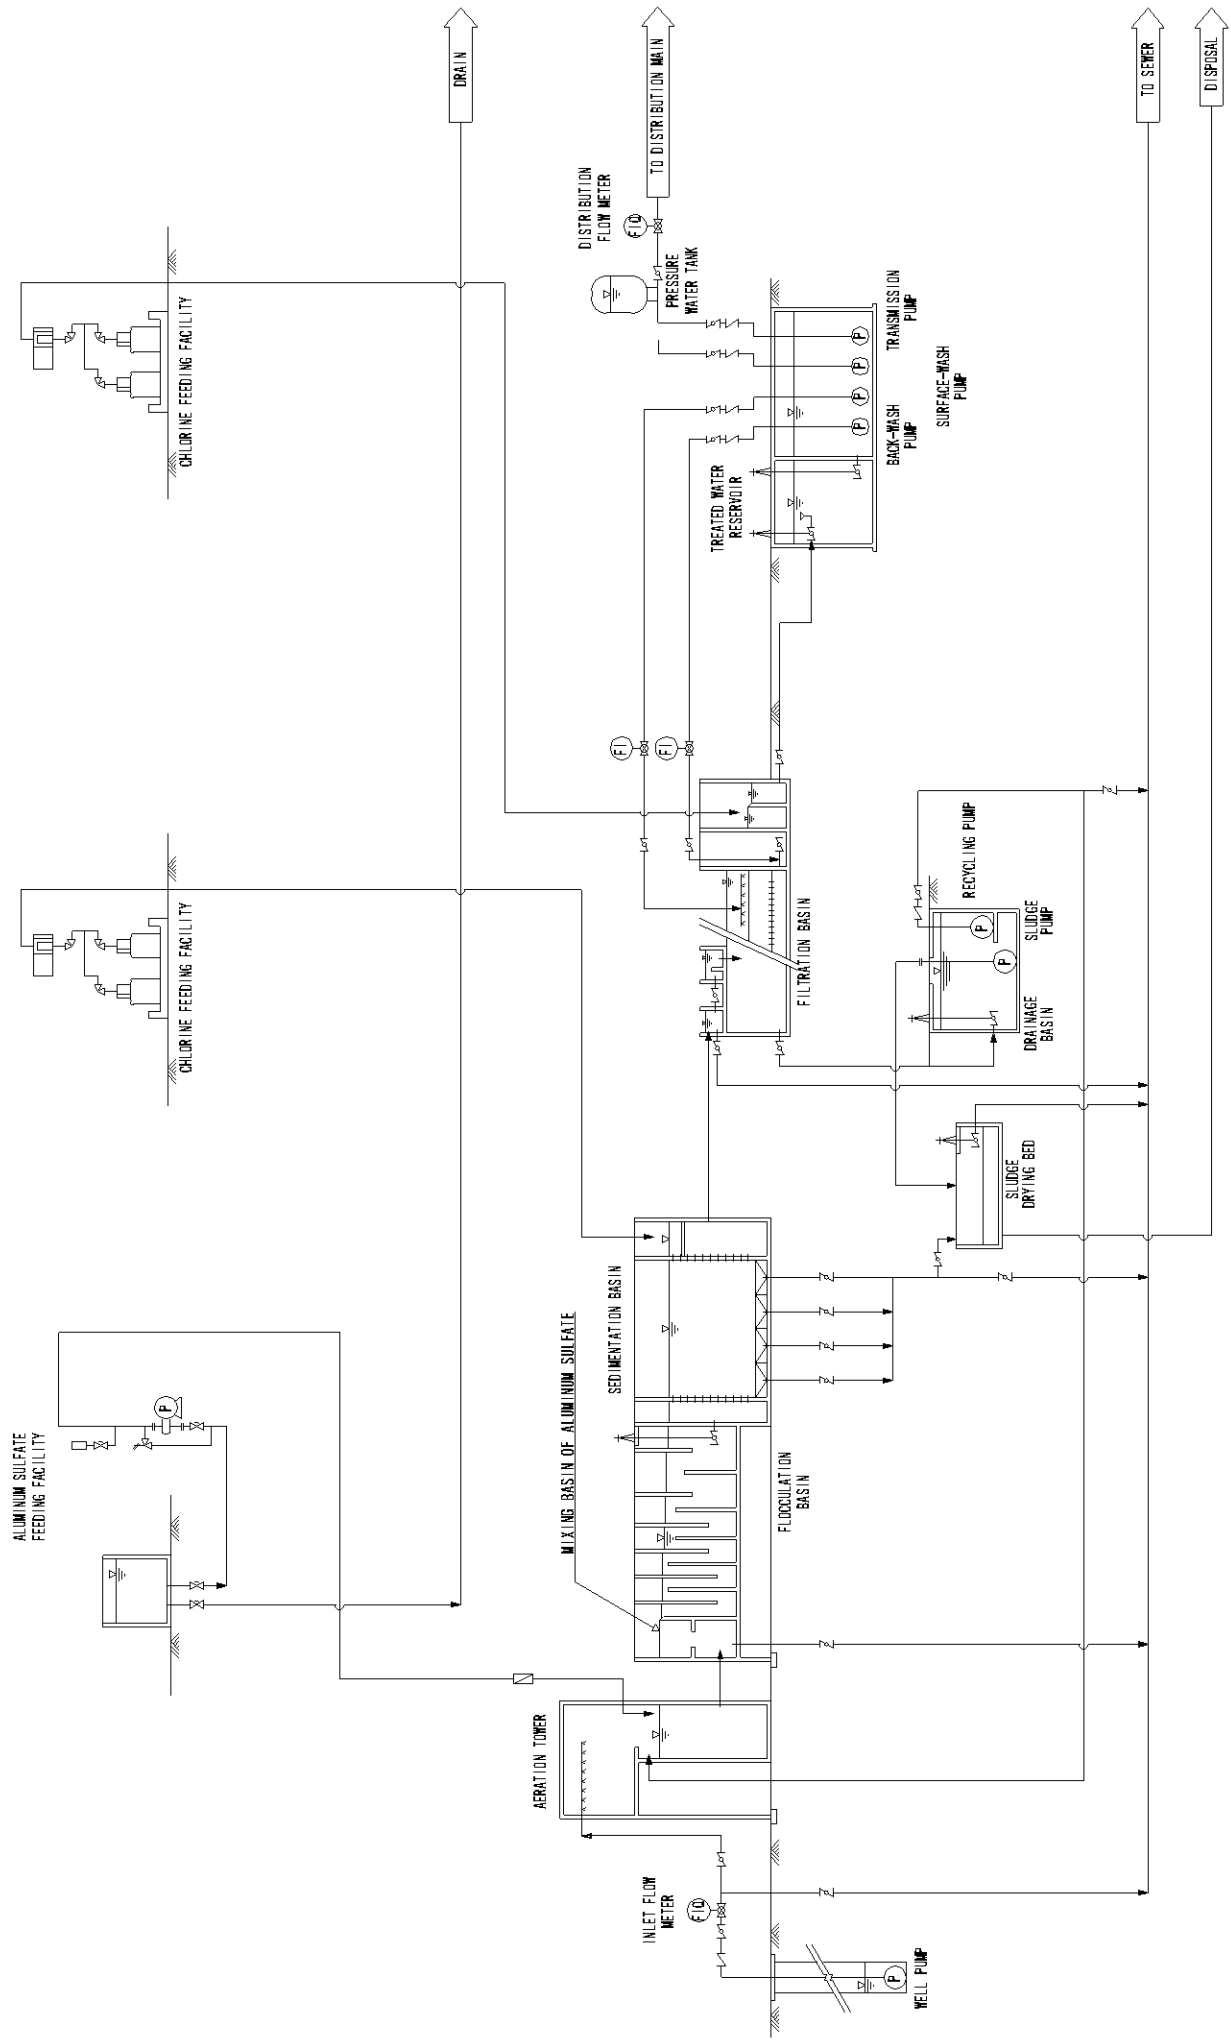 ALUMINUM SULFATE
FEEDING FACILITY
CHLORINE FEEDING FACILITY
CHLORINE FEEDING FACILITY
P
DRAIN
AERATION TOWER
MIXING BASIN OF ALUMINUM SULFATE
SEDIMENTATION BASIN
DISTRIBUTION
FLOW METER
FIQ
TO DISTRIBUTION MAIN
PRESSURE
WATER TANK
INLET FLOW
METER
FIQ
FI
FI
TREATED WATER
RESERVOIR
FLOCCULATION
BASIN
FILTRATION BASIN
P
P
P
P
BACK-WASH
PUMP
TRANSMISSION
PUMP
SURFACE-WASH
PUMP
WELL PUMP
P
SLUDGE
DRYING BED
DRAINAGE
BASIN
P
P
SLUDGE
PUMP
RECYCLING PUMP
TO SEWER
DISPOSAL